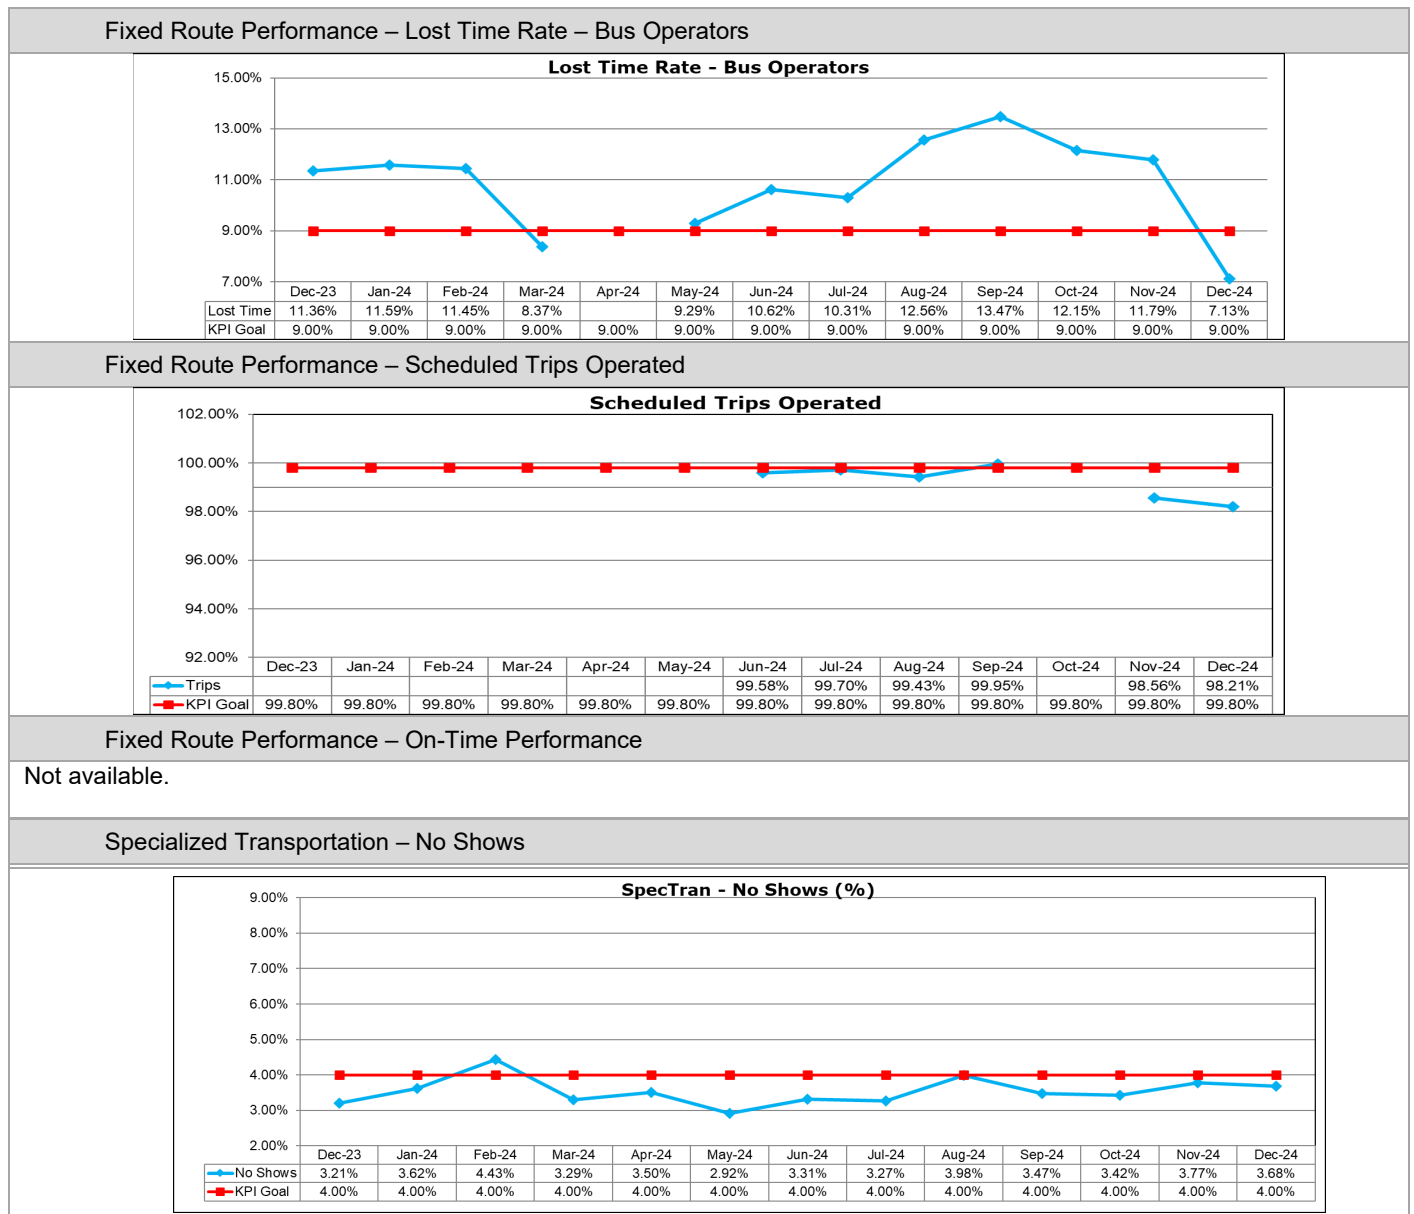 Fixed Route Performance – Lost Time Rate – Bus Operators
Lost Time Rate - Bus Operators
15.00%
13.00%
11.00%
9.00%
7.00%
Dec-23 Jan-24 Feb-24 Mar-24 Apr-24 May-24 Jun-24 Jul-24 Aug-24 Sep-24 Oct-24 Nov-24 Dec-24
Lost Time 11.36% 11.59% 11.45% 8.37% 9.29% 10.62% 10.31% 12.56% 13.47% 12.15% 11.79% 7.13%
KPI Goal 9.00% 9.00% 9.00% 9.00% 9.00% 9.00% 9.00% 9.00% 9.00% 9.00% 9.00% 9.00% 9.00%
Fixed Route Performance – Scheduled Trips Operated
Scheduled Trips Operated
102.00%
100.00%
98.00%
96.00%
94.00%
92.00%
Dec-23 Jan-24 Feb-24 Mar-24 Apr-24 May-24 Jun-24 Jul-24 Aug-24 Sep-24 Oct-24 Nov-24 Dec-24
Trips 99.58% 99.70% 99.43% 99.95% 98.56% 98.21%
KPI Goal 99.80% 99.80% 99.80% 99.80% 99.80% 99.80% 99.80% 99.80% 99.80% 99.80% 99.80% 99.80% 99.80%
Fixed Route Performance – On-Time Performance
Not available.
Specialized Transportation – No Shows
SpecTran - No Shows (%)
9.00%
8.00%
7.00%
6.00%
5.00%
4.00%
3.00%
2.00%
Dec-23 Jan-24 Feb-24 Mar-24 Apr-24 May-24 Jun-24 Jul-24 Aug-24 Sep-24 Oct-24 Nov-24 Dec-24
No Shows 3.21% 3.62% 4.43% 3.29% 3.50% 2.92% 3.31% 3.27% 3.98% 3.47% 3.42% 3.77% 3.68%
KPI Goal 4.00% 4.00% 4.00% 4.00% 4.00% 4.00% 4.00% 4.00% 4.00% 4.00% 4.00% 4.00% 4.00%